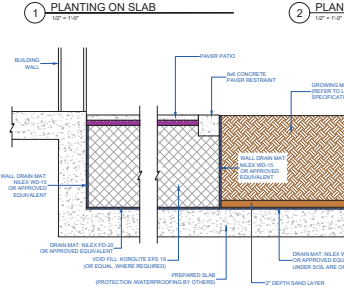 1 PLANTING ON SLAB
1/2" = 1'-0"
2 PLAN
1/2" = 1'-0"
BUILDING
WALL
PAVER PATIO
6x6 CONCRETE
PAVER RESTRAINT
GROWING M
(REFER TO L
SPECIFICATI
WALL DRAIN MAT:
NILEX WD-15
OR APPROVED
EQUIVALENT
WALL DRAIN MAT:
NILEX WD-15
OR APPROVED
EQUIVALENT
DRAIN MAT: NILEX PD-20
OR APPROVED EQUIVALENT
VOID FILL: KOROLITE EPS 19
(OR EQUAL, WHERE REQUIRED)
PREPARED SLAB
(PROTECTION /WATERPROOFING BY OTHERS)
DRAIN MAT: NILEX W
OR APPROVED EQU
UNDER SOIL ARE ON
2" DEPTH SAND LAYER